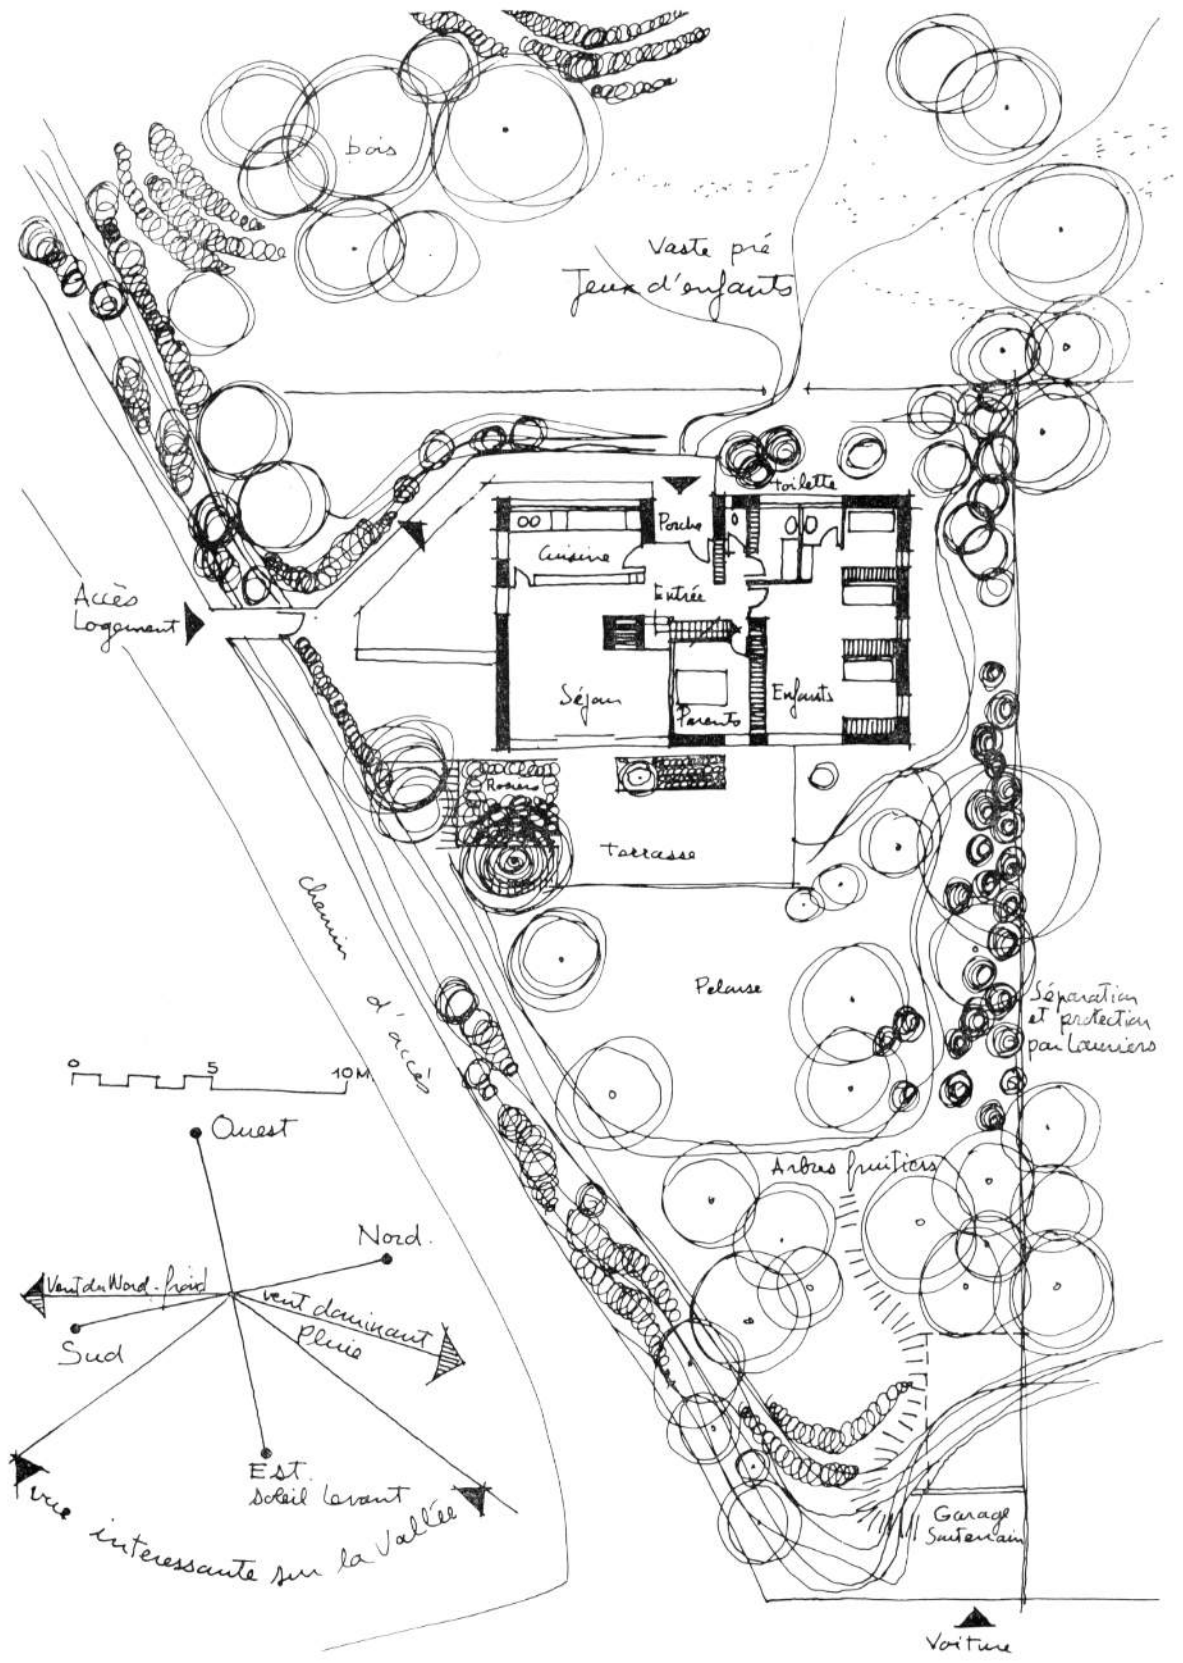 bois
Vaste pré
Jeux d'enfants
toilette
Porche
Cuisine
Entrée
Accès
Logement
Séjour
Parents
Enfants
Rosiers
Terrasse
chemin
d'accès
Pelouse
Séparation
et protection
par Lauriers
0 5 10M
Ouest
Nord.
Vent du Nord - froid
vent dominant
Pluie
Sud
Est.
Soleil Levant
vue interessante sur la Vallée
Arbres fruitiers
Garage
Souterrain
Voiture